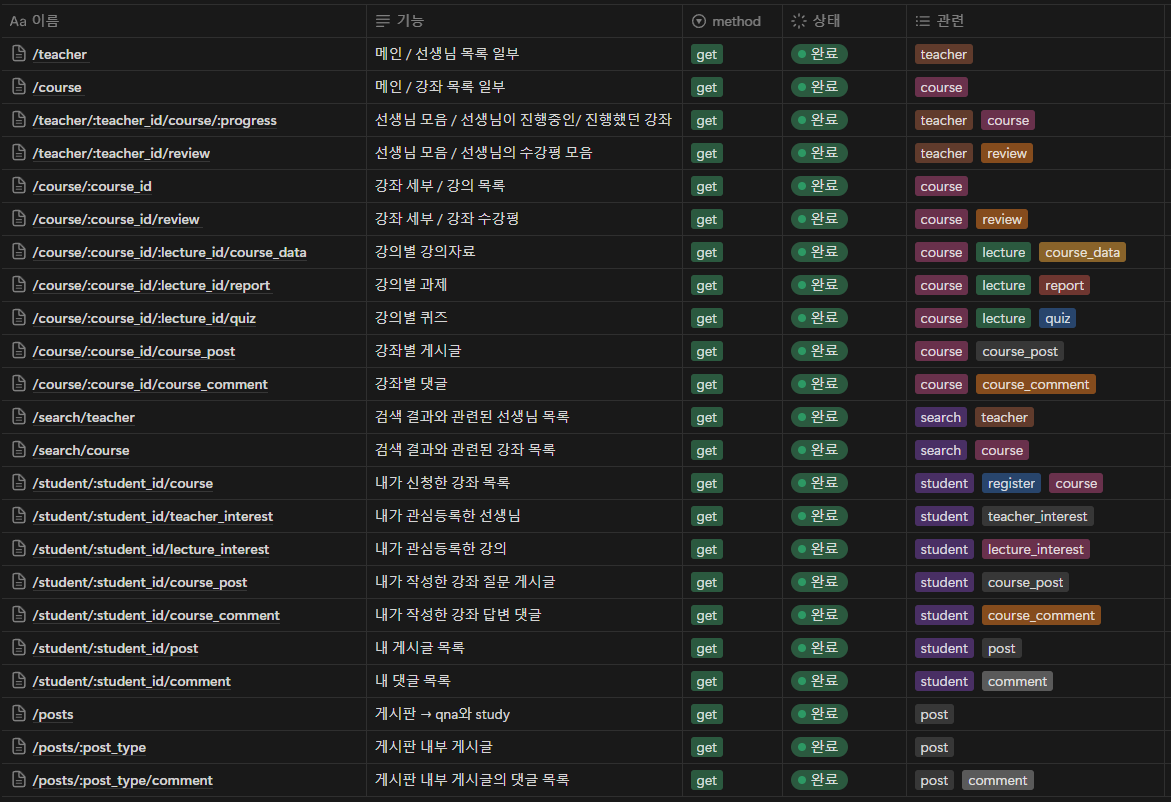 Aa 이름 기능 method 상태 관련
/teacher 메인 / 선생님 목록 일부 get 완료 teacher
/course 메인 / 강좌 목록 일부 get 완료 course
/teacher/:teacher_id/course/:progress 선생님 모음 / 선생님이 진행중인/ 진행했던 강좌 get 완료 teacher course
/teacher/:teacher_id/review 선생님 모음 / 선생님의 수강평 모음 get 완료 teacher review
/course/:course_id 강좌 세부 / 강의 목록 get 완료 course
/course/:course_id/review 강좌 세부 / 강좌 수강평 get 완료 course review
/course/:course_id/:lecture_id/course_data 강의별 강의자료 get 완료 course lecture course_data
/course/:course_id/:lecture_id/report 강의별 과제 get 완료 course lecture report
/course/:course_id/:lecture_id/quiz 강의별 퀴즈 get 완료 course lecture quiz
/course/:course_id/course_post 강좌별 게시글 get 완료 course course_post
/course/:course_id/course_comment 강좌별 댓글 get 완료 course course_comment
/search/teacher 검색 결과와 관련된 선생님 목록 get 완료 search teacher
/search/course 검색 결과와 관련된 강좌 목록 get 완료 search course
/student/:student_id/course 내가 신청한 강좌 목록 get 완료 student register course
/student/:student_id/teacher_interest 내가 관심등록한 선생님 get 완료 student teacher_interest
/student/:student_id/lecture_interest 내가 관심등록한 강의 get 완료 student lecture_interest
/student/:student_id/course_post 내가 작성한 강좌 질문 게시글 get 완료 student course_post
/student/:student_id/course_comment 내가 작성한 강좌 답변 댓글 get 완료 student course_comment
/student/:student_id/post 내 게시글 목록 get 완료 student post
/student/:student_id/comment 내 댓글 목록 get 완료 student comment
/posts 게시판 → qna와 study get 완료 post
/posts/:post_type 게시판 내부 게시글 get 완료 post
/posts/:post_type/comment 게시판 내부 게시글의 댓글 목록 get 완료 post comment